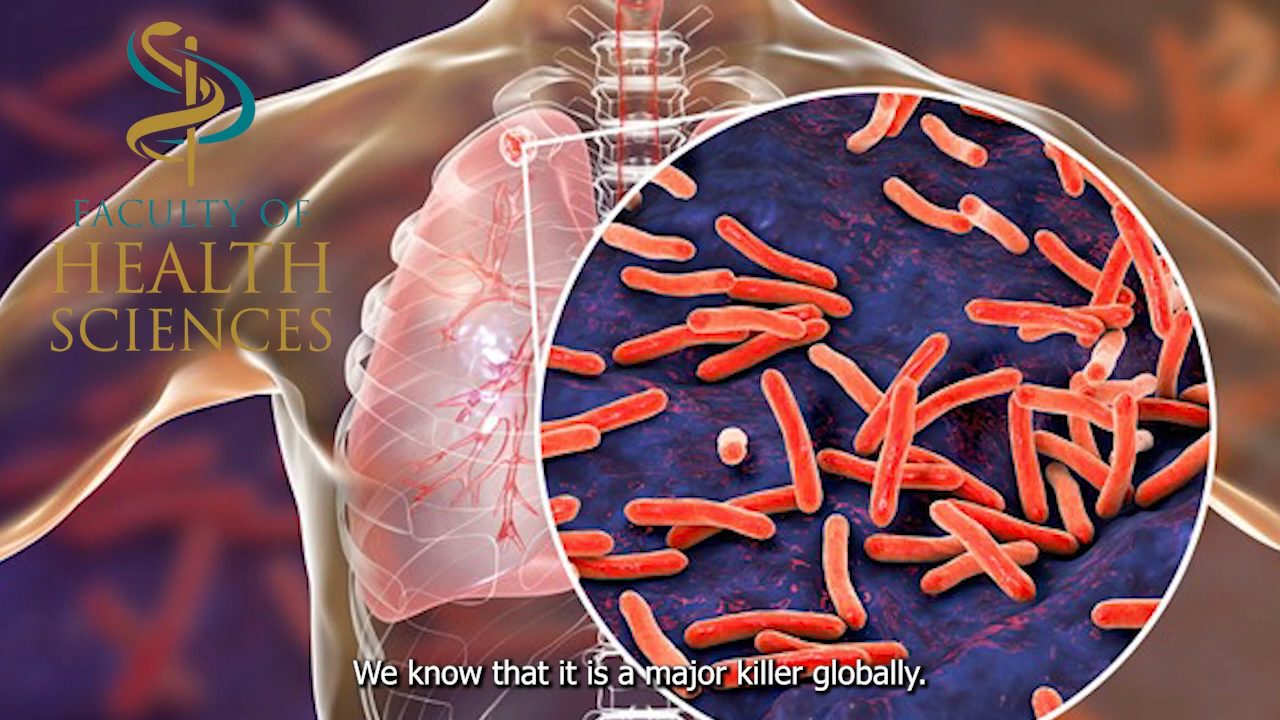 FACULTY OF
HEALTH
SCIENCES
We know that it is a major killer globally.